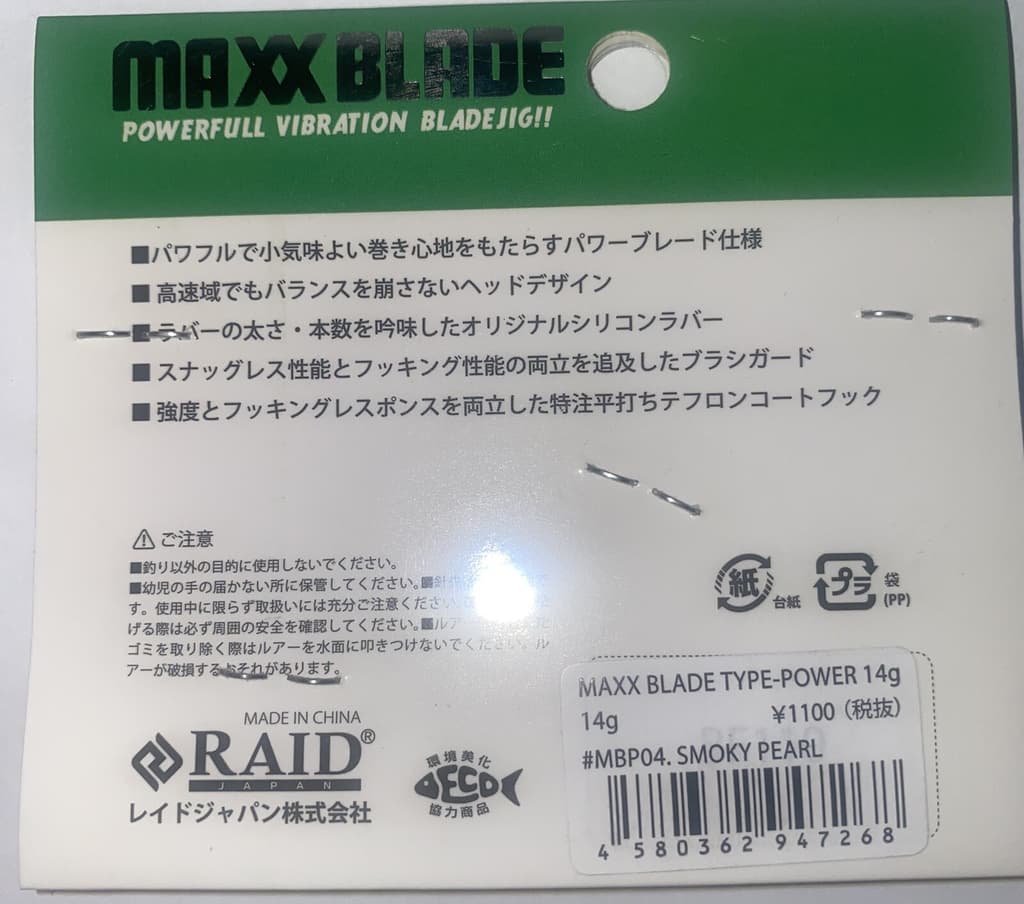 MAXX BLADE
POWERFULL VIBRATION BLADEJIG!!
■パワフルで小気味よい巻き心地をもたらすパワーブレード仕様
■高速域でもバランスを崩さないヘッドデザイン
■ラバーの太さ・本数を吟味したオリジナルシリコンラバー
■スナッグレス性能とフッキング性能の両立を追及したブラシガード
■強度とフッキングレスポンスを両立した特注平打ちテフロンコートフック
⚠ご注意
■釣り以外の目的に使用しないでください。
■幼児の手の届かない所に保管してください。■針
す。使用中に限らず取扱いには充分ご注意くださ
げる際は必ず周囲の安全を確認してください。■ルア
ゴミを取り除く際はルアーを水面に叩きつけないでください。ル
アーが破損するおそれがあります。
紙 台紙
プラ 袋(PP)
MADE IN CHINA
RAID®
JAPAN
レイドジャパン株式会社
環境美化
ECO
協力商品
MAXX BLADE TYPE-POWER 14g
14g ¥1100（税抜）
#MBP04. SMOKY PEARL
4 580362 947268